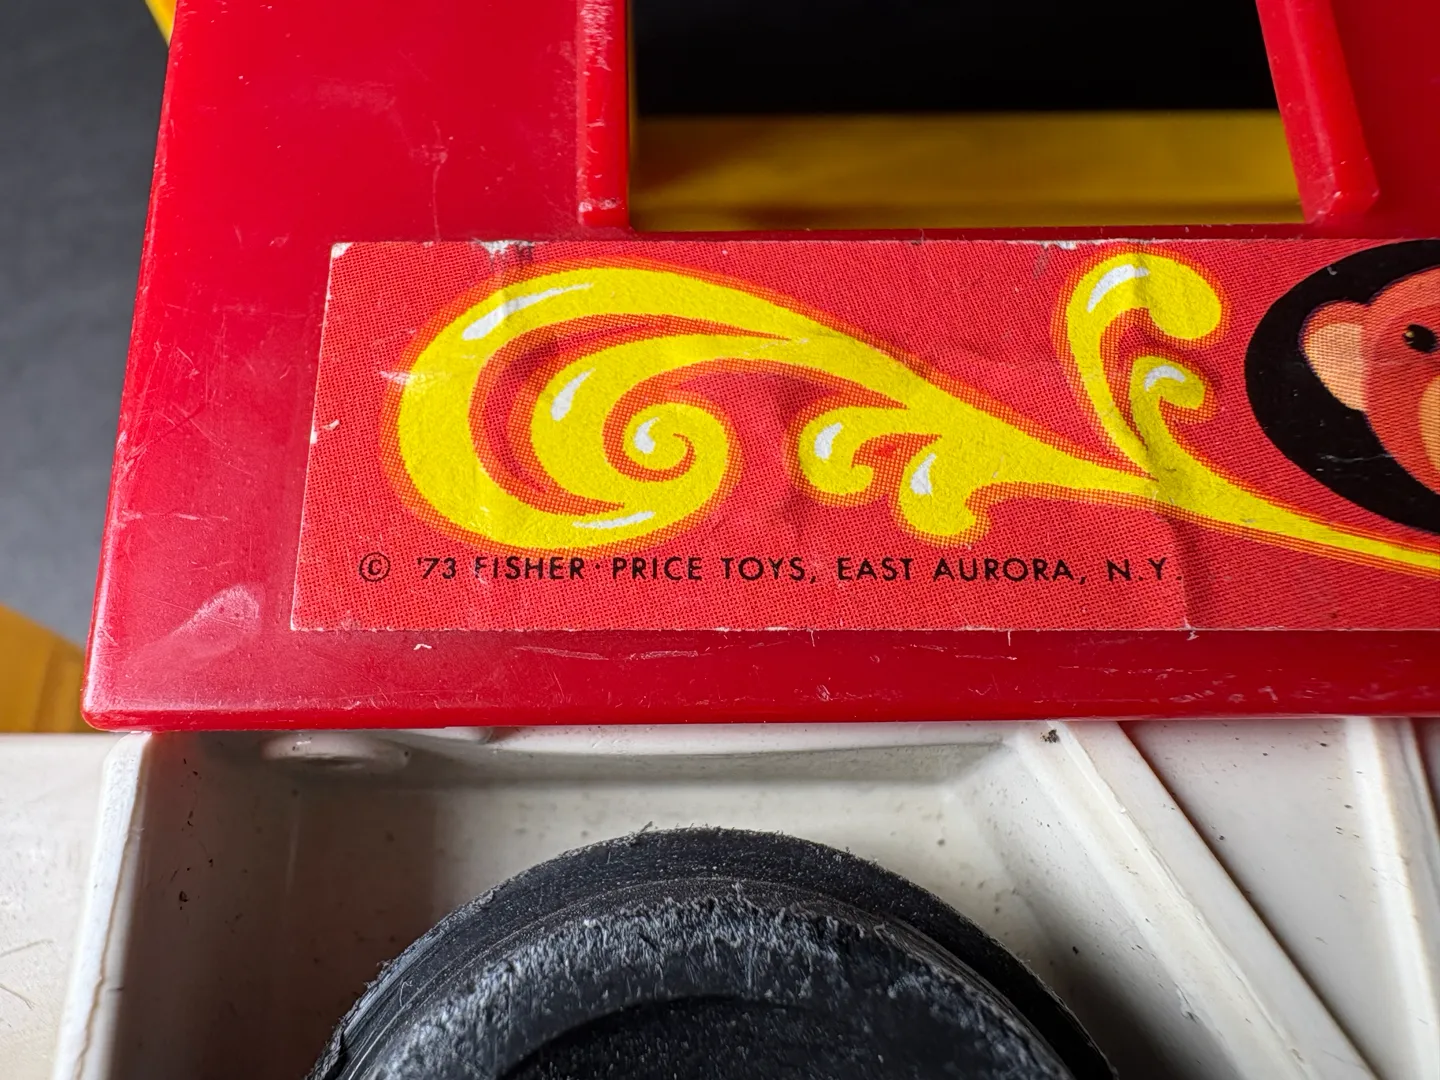 © '73 FISHER·PRICE TOYS, EAST AURORA, N.Y.